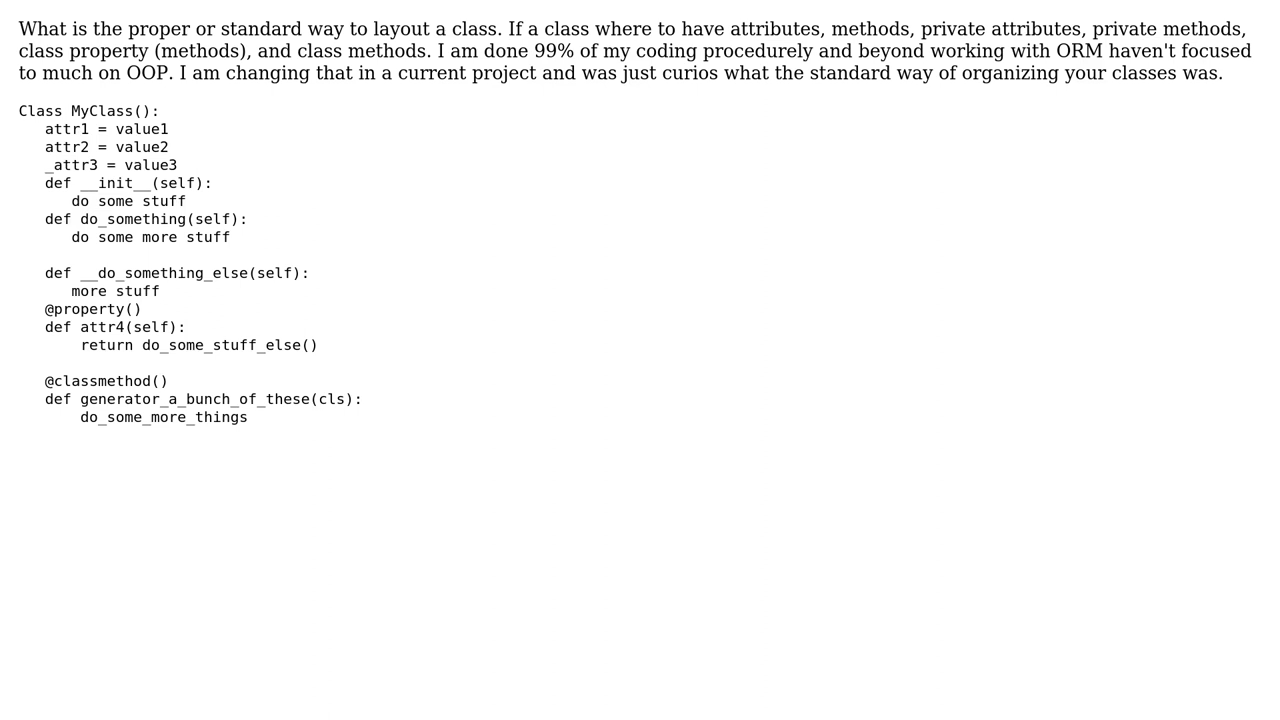 What is the proper or standard way to layout a class. If a class where to have attributes, methods, private attributes, private methods,
class property (methods), and class methods. I am done 99% of my coding procedurely and beyond working with ORM haven't focused
to much on OOP. I am changing that in a current project and was just curios what the standard way of organizing your classes was.
Class MyClass():
   attr1 = value1
   attr2 = value2
   _attr3 = value3
   def __init__(self):
      do some stuff
   def do_something(self):
      do some more stuff

   def __do_something_else(self):
      more stuff
   @property()
   def attr4(self):
       return do_some_stuff_else()

   @classmethod()
   def generator_a_bunch_of_these(cls):
       do_some_more_things